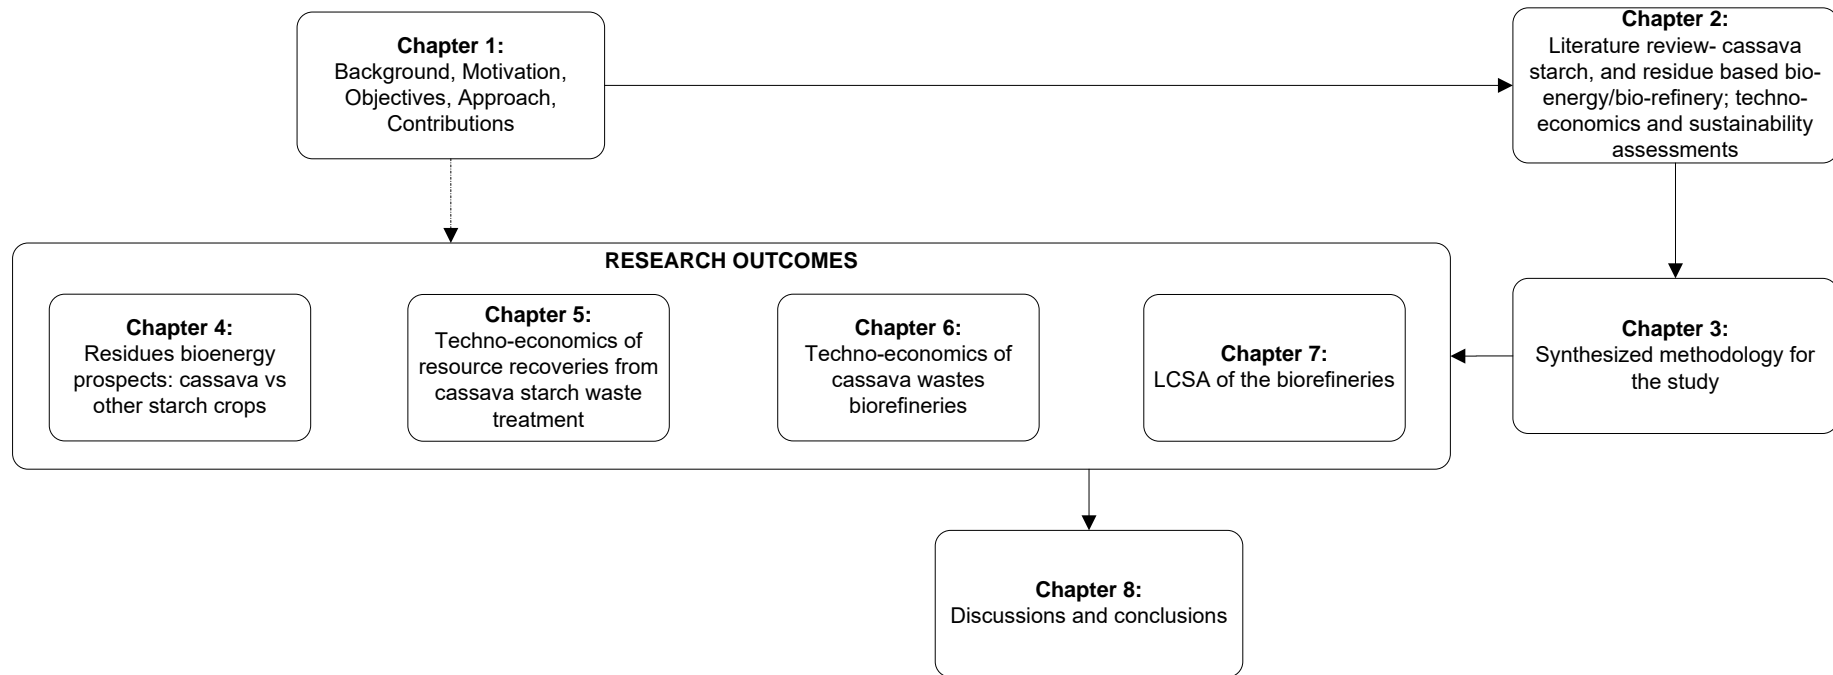 Chapter 1:
Background, Motivation,
Objectives, Approach,
Contributions
Chapter 2:
Literature review- cassava
starch, and residue based bio-
energy/bio-refinery; techno-
economics and sustainability
assessments
RESEARCH OUTCOMES
Chapter 4:
Residues bioenergy
prospects: cassava vs
other starch crops
Chapter 5:
Techno-economics of
resource recoveries from
cassava starch waste
treatment
Chapter 6:
Techno-economics of
cassava wastes
biorefineries
Chapter 7:
LCSA of the biorefineries
Chapter 3:
Synthesized methodology for
the study
Chapter 8:
Discussions and conclusions